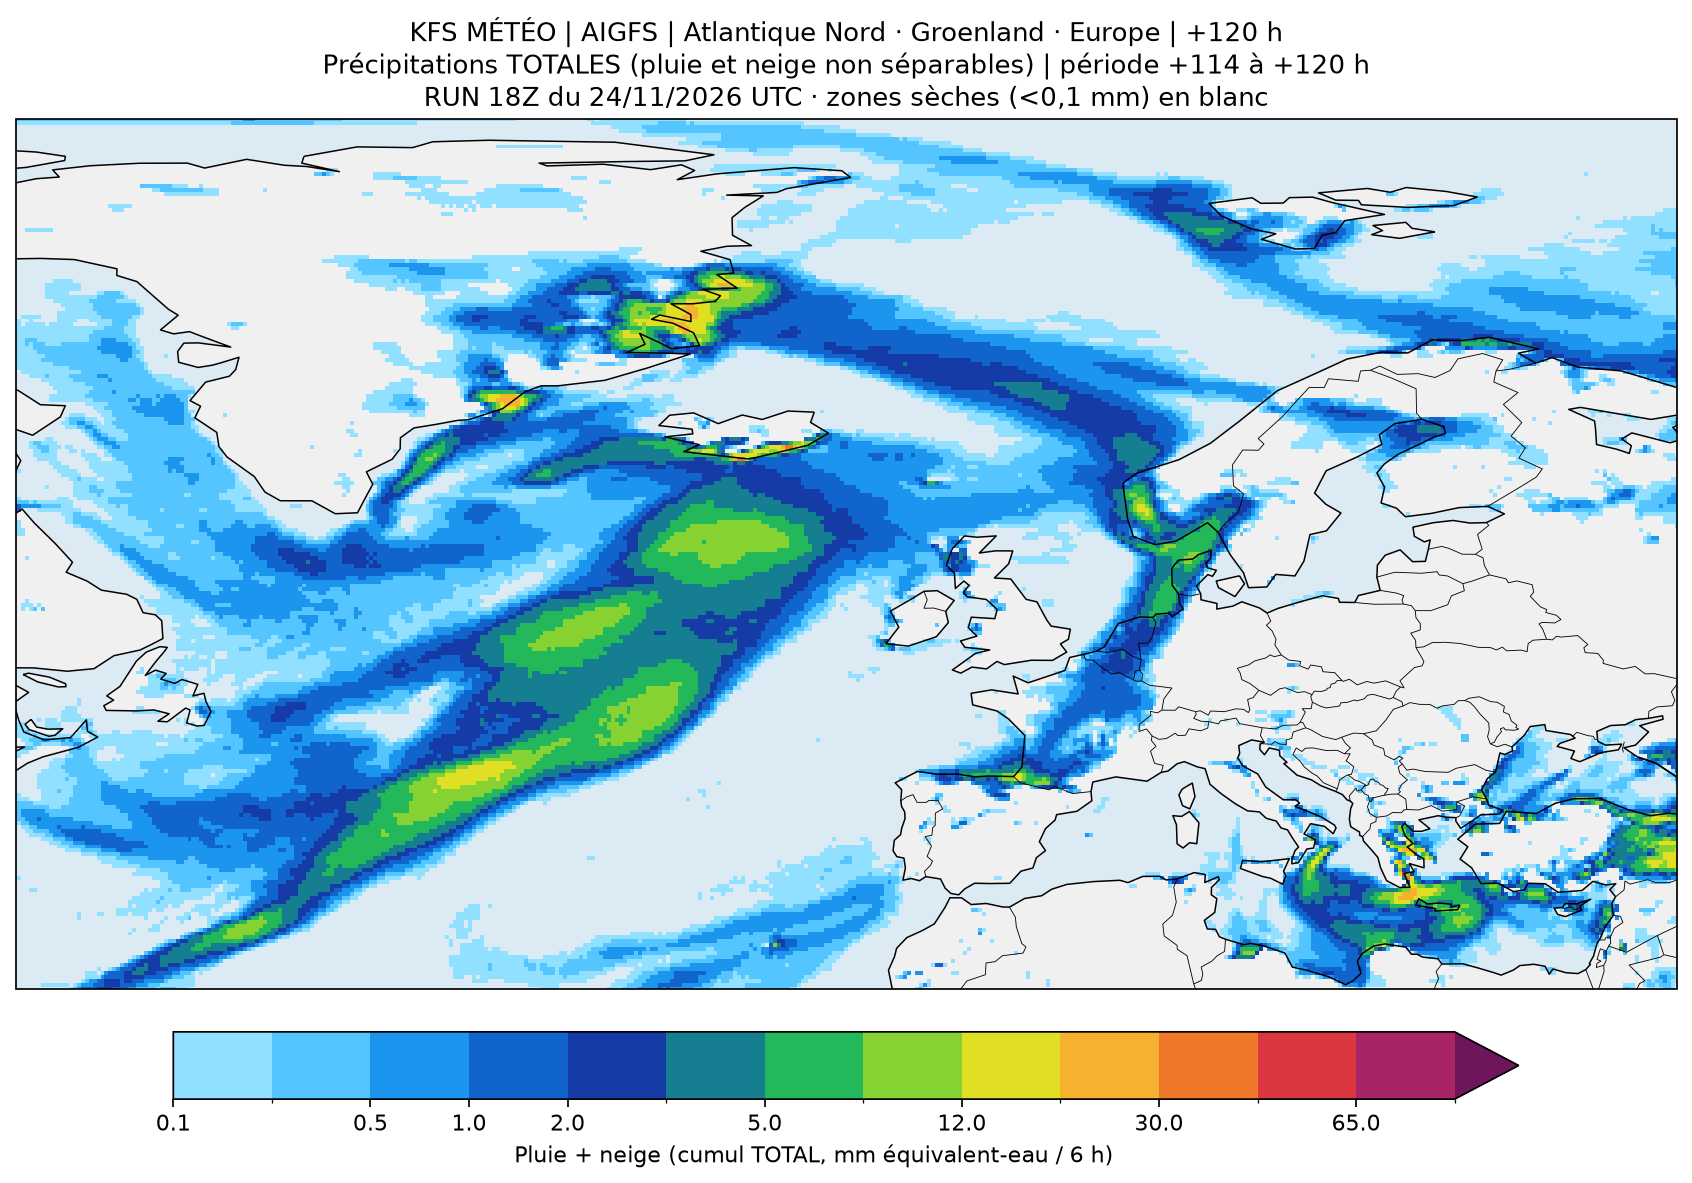 KFS MÉTÉO | AIGFS | Atlantique Nord · Groenland · Europe | +120 h
Précipitations TOTALES (pluie et neige non séparables) | période +114 à +120 h
RUN 18Z du 24/11/2026 UTC · zones sèches (<0,1 mm) en blanc
0.1 0.5 1.0 2.0 5.0 12.0 30.0 65.0
Pluie + neige (cumul TOTAL, mm équivalent-eau / 6 h)